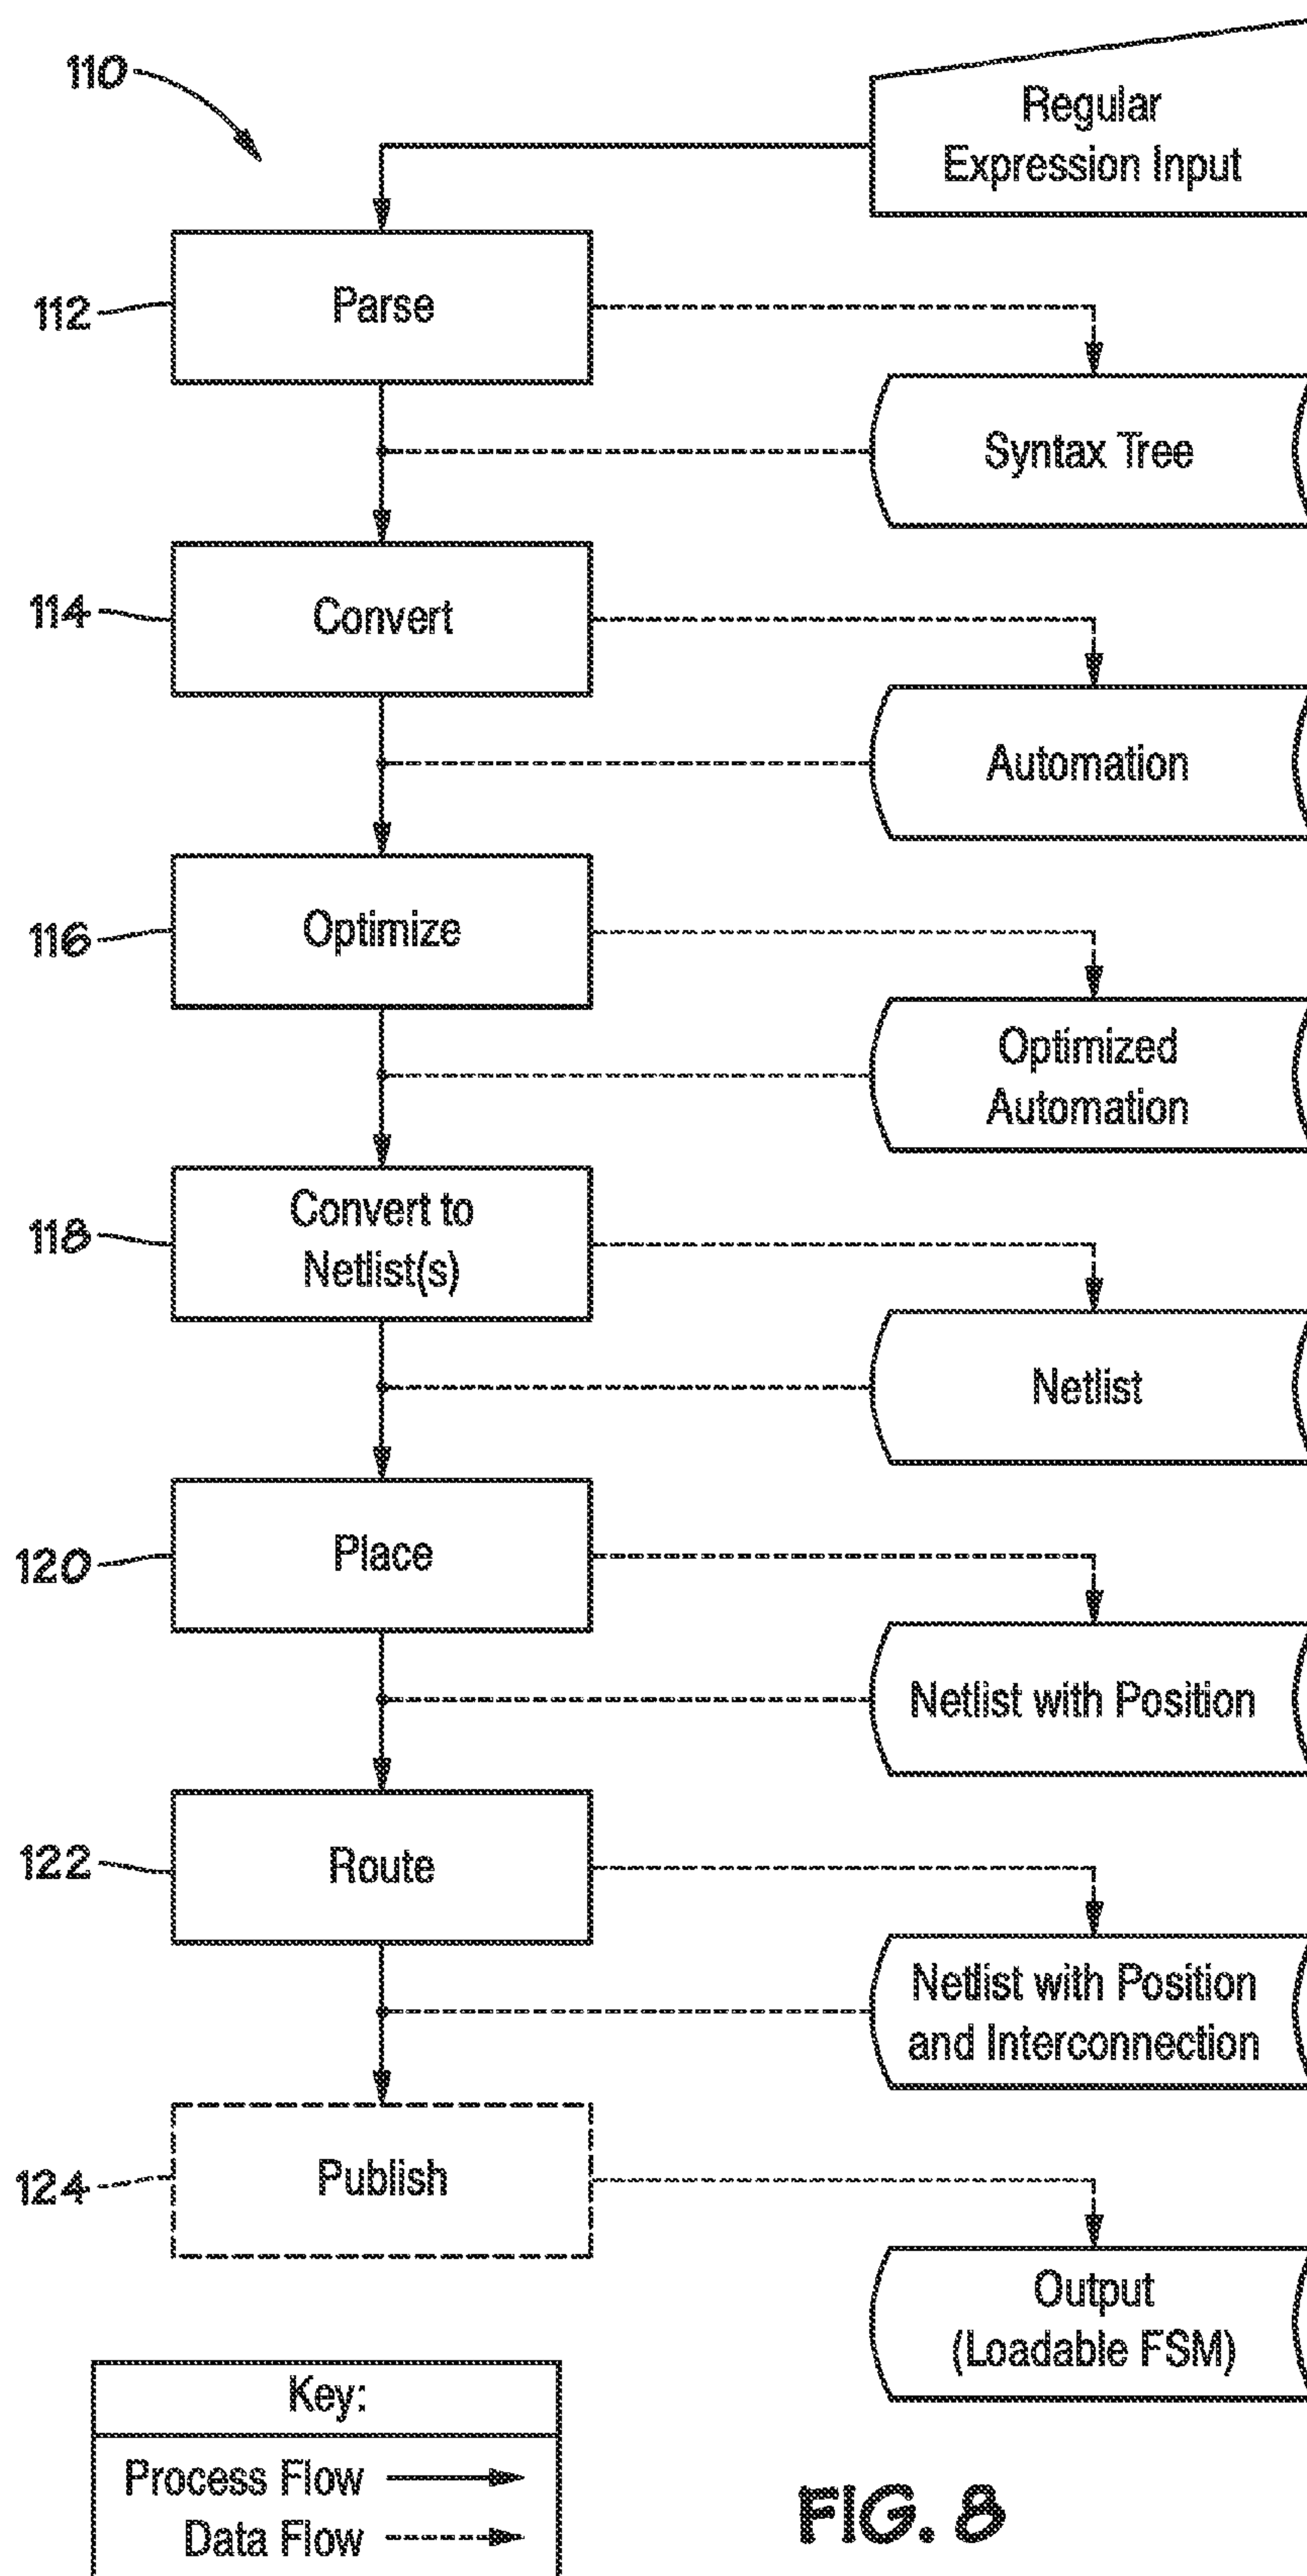 110
Regular
Expression Input
112
Parse
Syntax Tree
114
Convert
Automation
116
Optimize
Optimized
Automation
118
Convert to
Netlist(s)
Netlist
120
Place
Netlist with Position
122
Route
Netlist with Position
and Interconnection
124
Publish
Output
(Loadable FSM)
Key:
Process Flow
Data Flow
FIG. 8